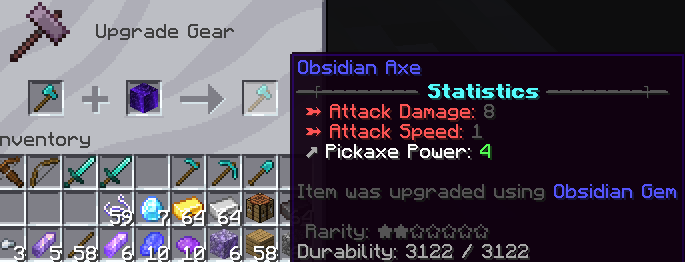 Upgrade Gear
nventory
59 7 64 64
3 5 58 6 10 10 6 58
Obsidian Axe
Statistics
➳ Attack Damage: 8
➳ Attack Speed: 1
⬈ Pickaxe Power: 4
Item was upgraded using Obsidian Gem
Rarity: ★★☆☆☆☆☆
Durability: 3122 / 3122